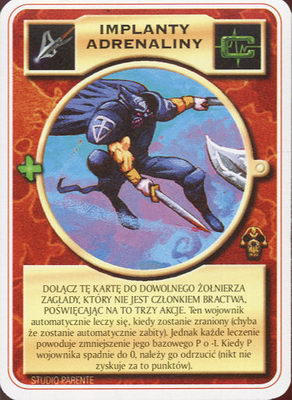 IMPLANTY
ADRENALINY
DOŁĄCZ TĘ KARTĘ DO DOWOLNEGO ŻOŁNIERZA
ZAGŁADY, KTÓRY NIE JEST CZŁONKIEM BRACTWA,
POŚWIĘCAJĄC NA TO TRZY AKCJE. Ten wojownik
automatycznie leczy się, kiedy zostanie zraniony (chyba
że zostanie automatycznie zabity). Jednak każde leczenie
powoduje zmniejszenie jego bazowego P o -1. Kiedy P
wojownika spadnie do 0, należy go odrzucić (nikt nie
zyskuje za to punktów).
STUDIO PARENTE